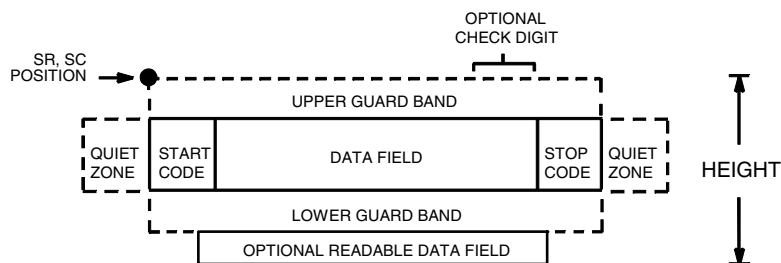 OPTIONAL
CHECK DIGIT
SR, SC
POSITION
UPPER GUARD BAND
QUIET
ZONE
START
CODE
DATA FIELD
STOP
CODE
QUIET
ZONE
HEIGHT
LOWER GUARD BAND
OPTIONAL READABLE DATA FIELD